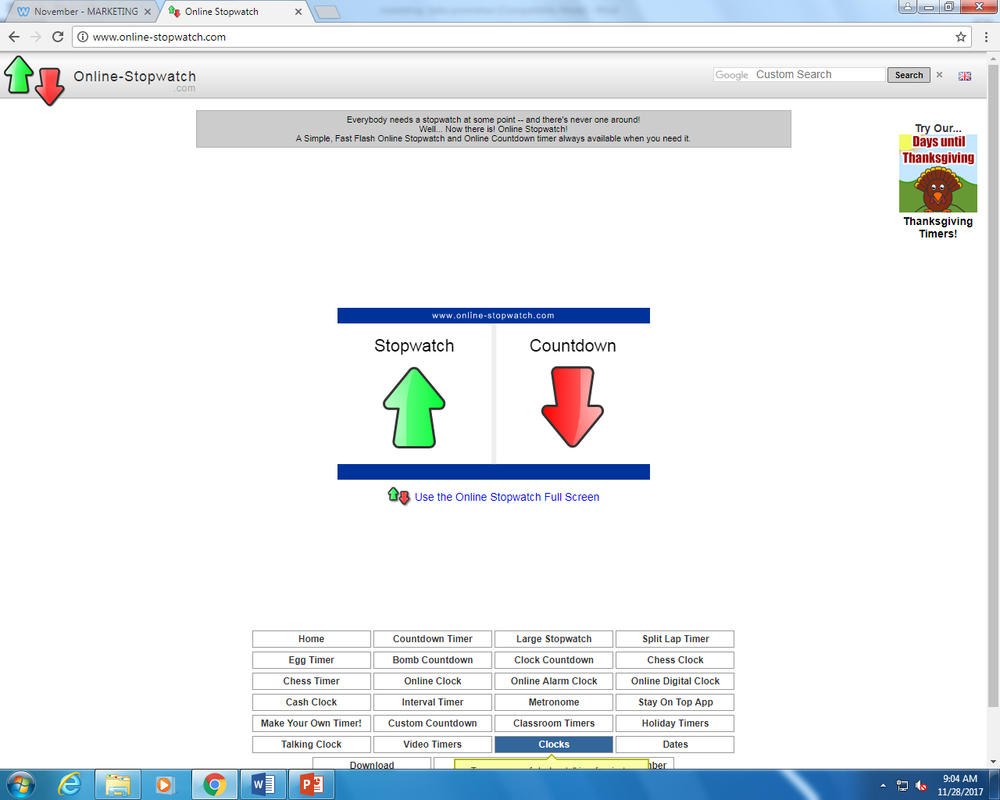 November - MARKETING
Online Stopwatch
www.online-stopwatch.com
Online-Stopwatch
.com
Google Custom Search
Search
Everybody needs a stopwatch at some point -- and there's never one around!
Well... Now there is! Online Stopwatch!
A Simple, Fast Flash Online Stopwatch and Online Countdown timer always available when you need it.
Try Our...
Days until
Thanksgiving
Thanksgiving
Timers!
www.online-stopwatch.com
Stopwatch
Countdown
Use the Online Stopwatch Full Screen
Home
Countdown Timer
Large Stopwatch
Split Lap Timer
Egg Timer
Bomb Countdown
Clock Countdown
Chess Clock
Chess Timer
Online Clock
Online Alarm Clock
Online Digital Clock
Cash Clock
Interval Timer
Metronome
Stay On Top App
Make Your Own Timer!
Custom Countdown
Classroom Timers
Holiday Timers
Talking Clock
Video Timers
Clocks
Dates
Download
9:04 AM
11/28/2017